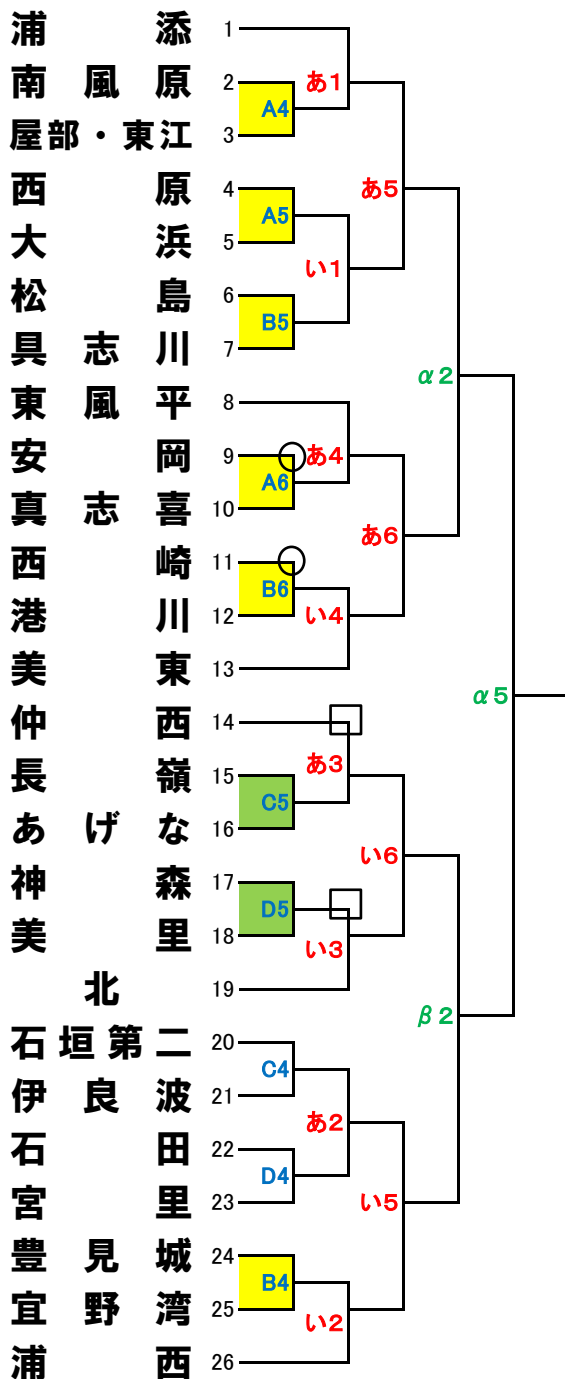 浦添 1
南風原 2 あ1
A4
屋部・東江 3
西原 4 あ5
A5
大浜 5
い1
松島 6
B5
具志川 7
α2
東風平 8
安岡 9 あ4
A6
真志喜 10
あ6
西崎 11
B6
港川 12 い4
美東 13
α5
仲西 14
あ3
長嶺 15
C5
あげな 16
い6
神森 17
D5
美里 18
い3
北 19
β2
石垣第二 20
C4
伊良波 21
あ2
石田 22
D4
宮里 23 い5
豊見城 24
B4
宜野湾 25
い2
浦西 26